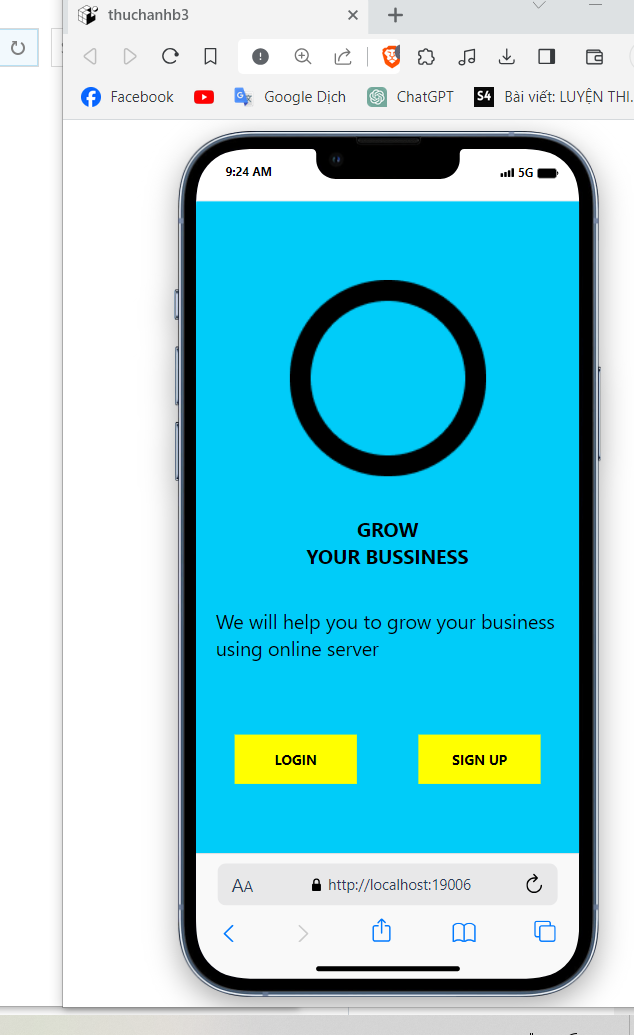 thuchanhb3
Facebook
Google Dịch
ChatGPT
S4
Bài viết: LUYỆN THI...
9:24 AM
5G
GROW
YOUR BUSSINESS
We will help you to grow your business
using online server
LOGIN
SIGN UP
AA
http://localhost:19006